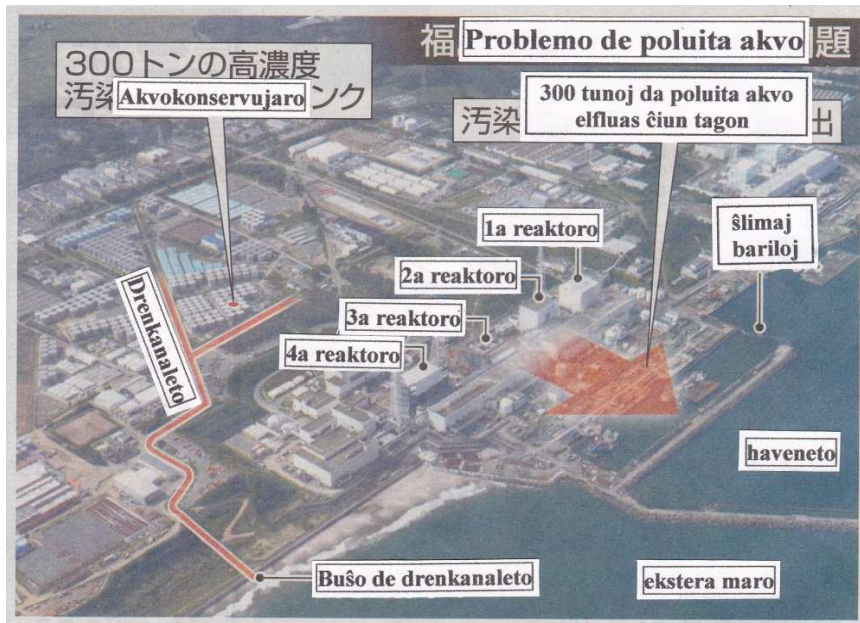 福 Problemo de poluita akvo 題
300トンの高濃度
汚染 Akvokonservujaro ンク
300 tunoj da poluita akvo
elfluas ĉiun tagon
汚染 出
1a reaktoro
ŝlimaj
bariloj
2a reaktoro
3a reaktoro
4a reaktoro
Drenkanaleto
haveneto
Buŝo de drenkanaleto
ekstera maro